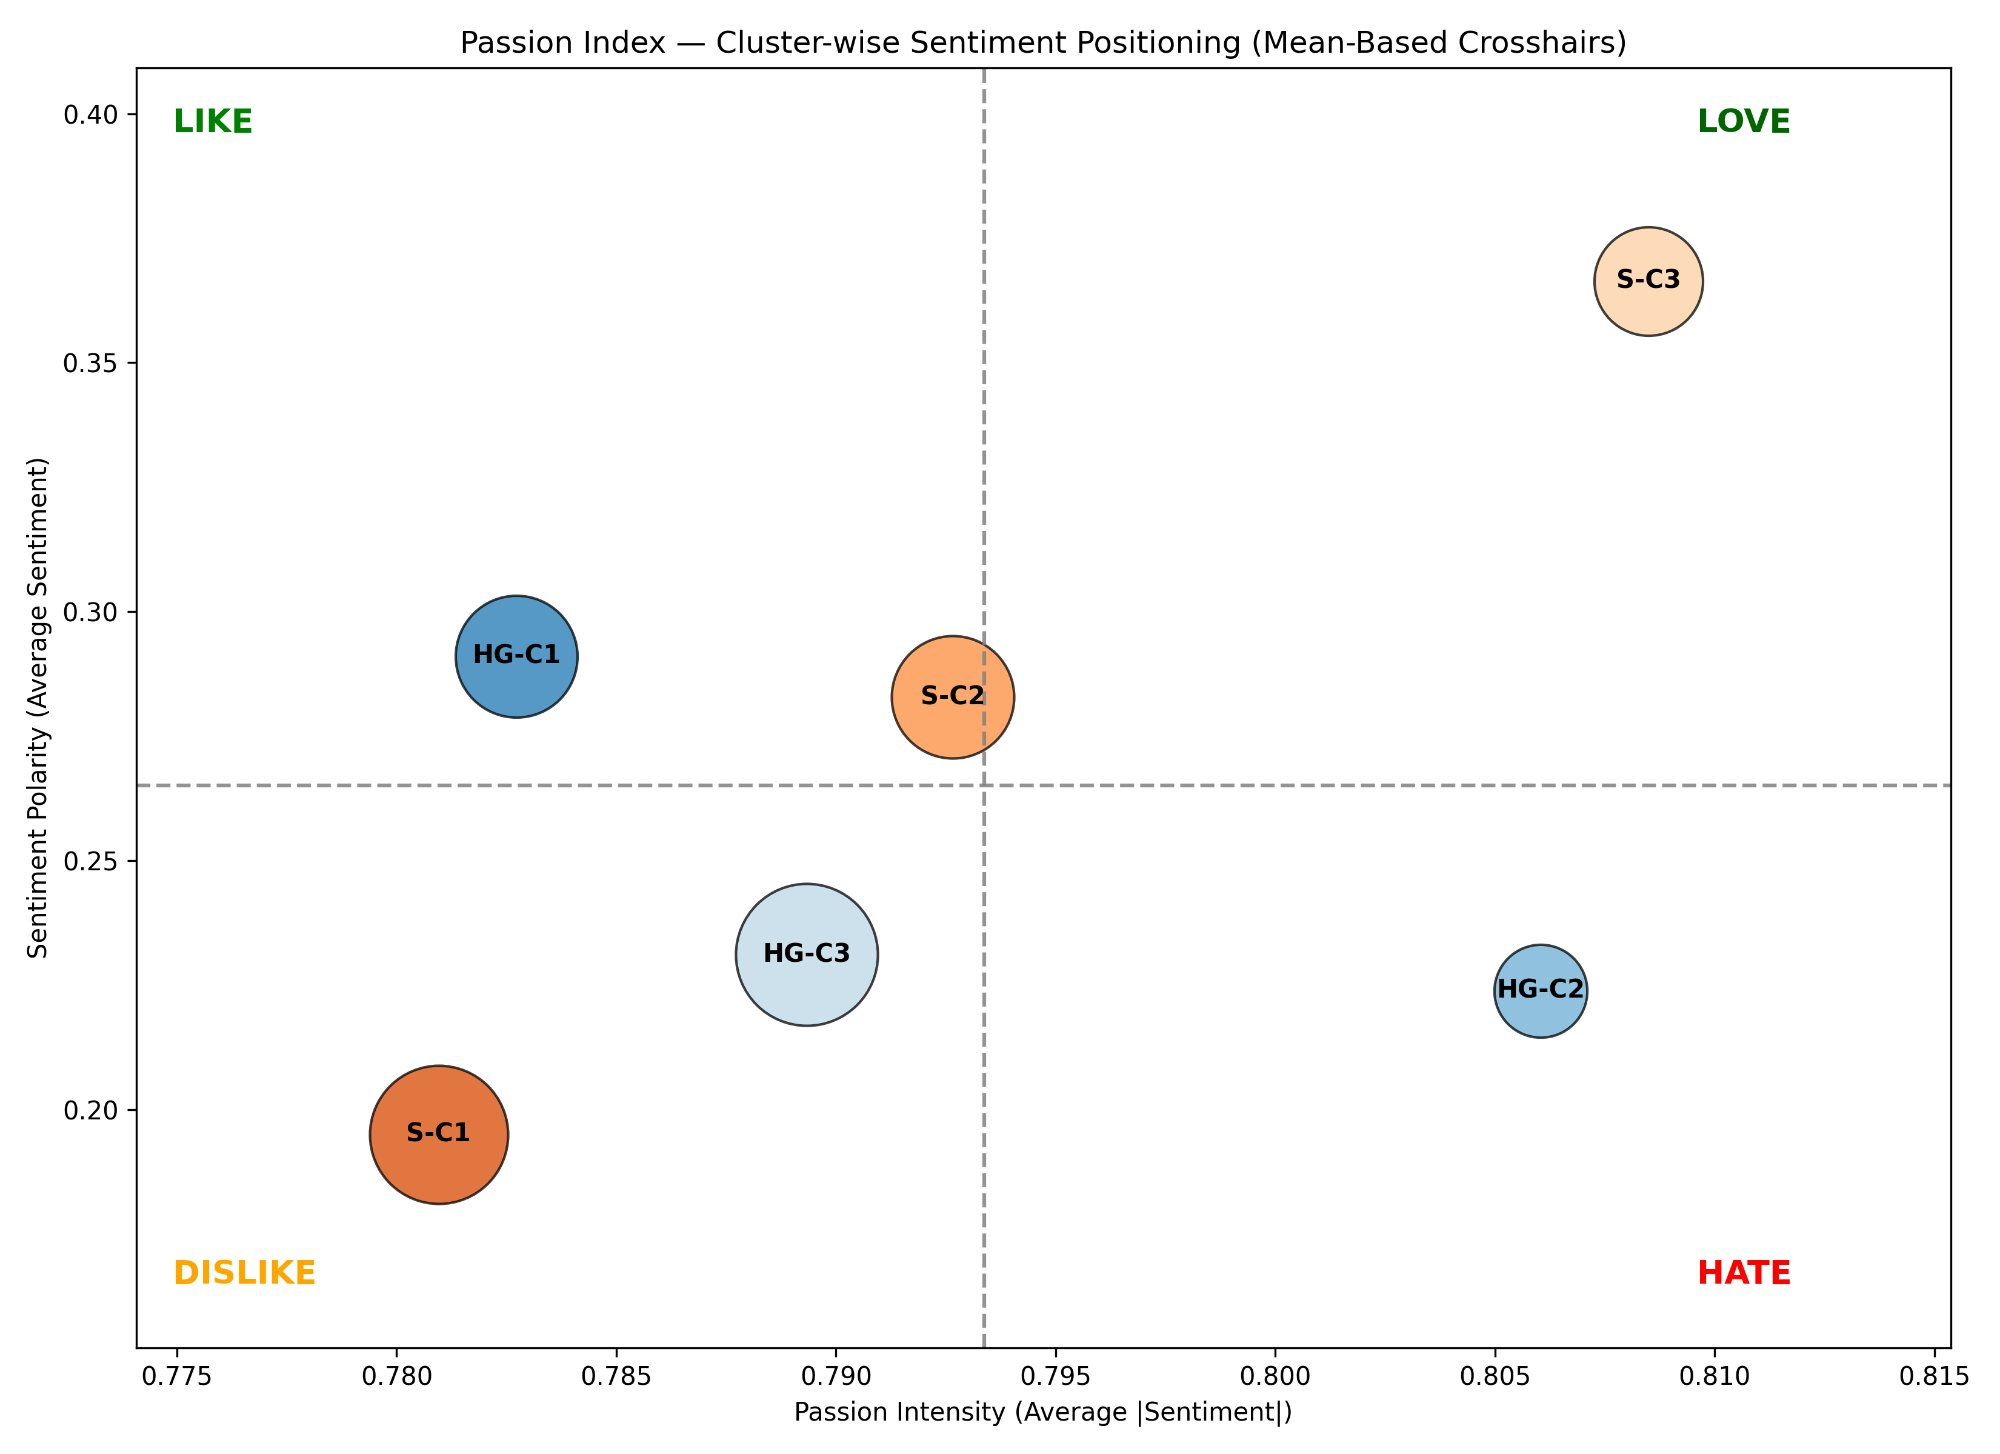 Passion Index — Cluster-wise Sentiment Positioning (Mean-Based Crosshairs)
LIKE
LOVE
0.40
0.35
0.30
0.25
0.20
Sentiment Polarity (Average Sentiment)
S-C3
HG-C1
S-C2
HG-C3
HG-C2
S-C1
DISLIKE
HATE
0.775 0.780 0.785 0.790 0.795 0.800 0.805 0.810 0.815
Passion Intensity (Average |Sentiment|)